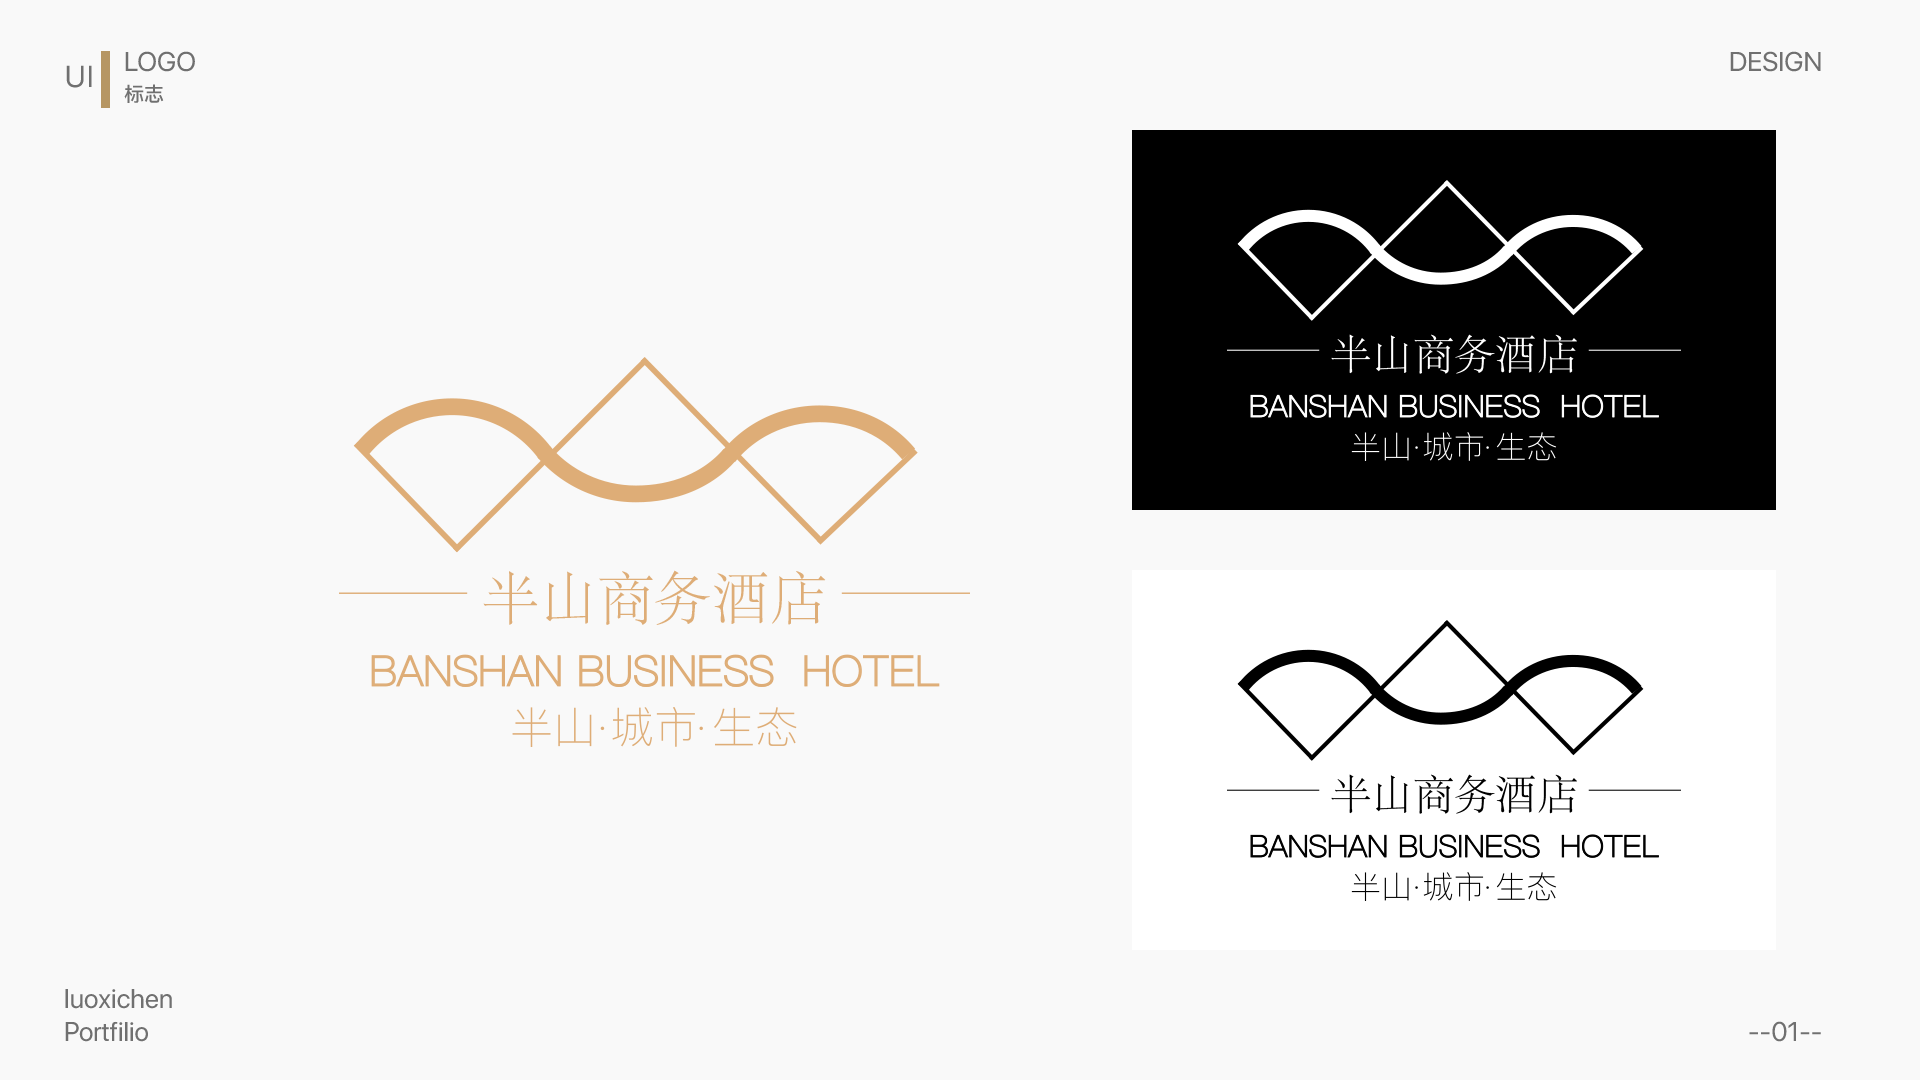 UI
LOGO
标志
DESIGN
半山商务酒店
BANSHAN BUSINESS HOTEL
半山·城市·生态
半山商务酒店
BANSHAN BUSINESS HOTEL
半山·城市·生态
半山商务酒店
BANSHAN BUSINESS HOTEL
半山·城市·生态
luoxichen
Portfilio
--01--